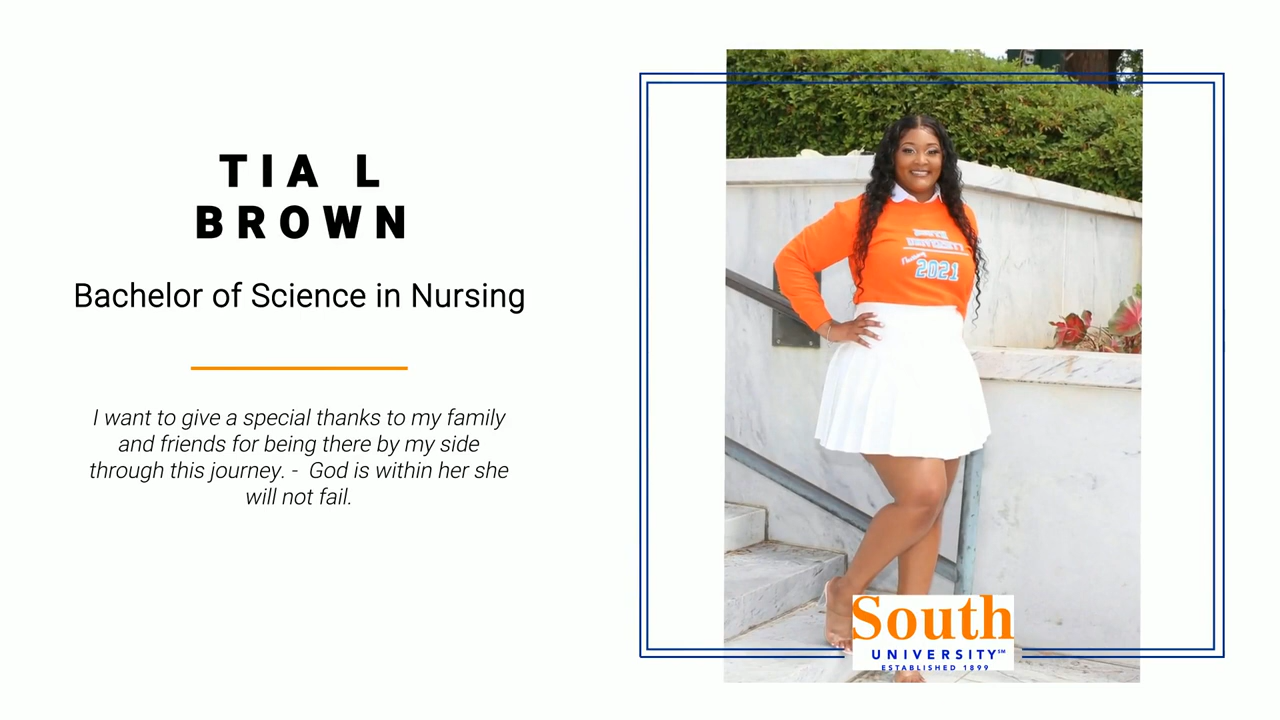 TIA L
BROWN
Bachelor of Science in Nursing
I want to give a special thanks to my family
and friends for being there by my side
through this journey. - God is within her she
will not fail.
UNIVERSITY
2021
South
UNIVERSITY℠
ESTABLISHED 1899